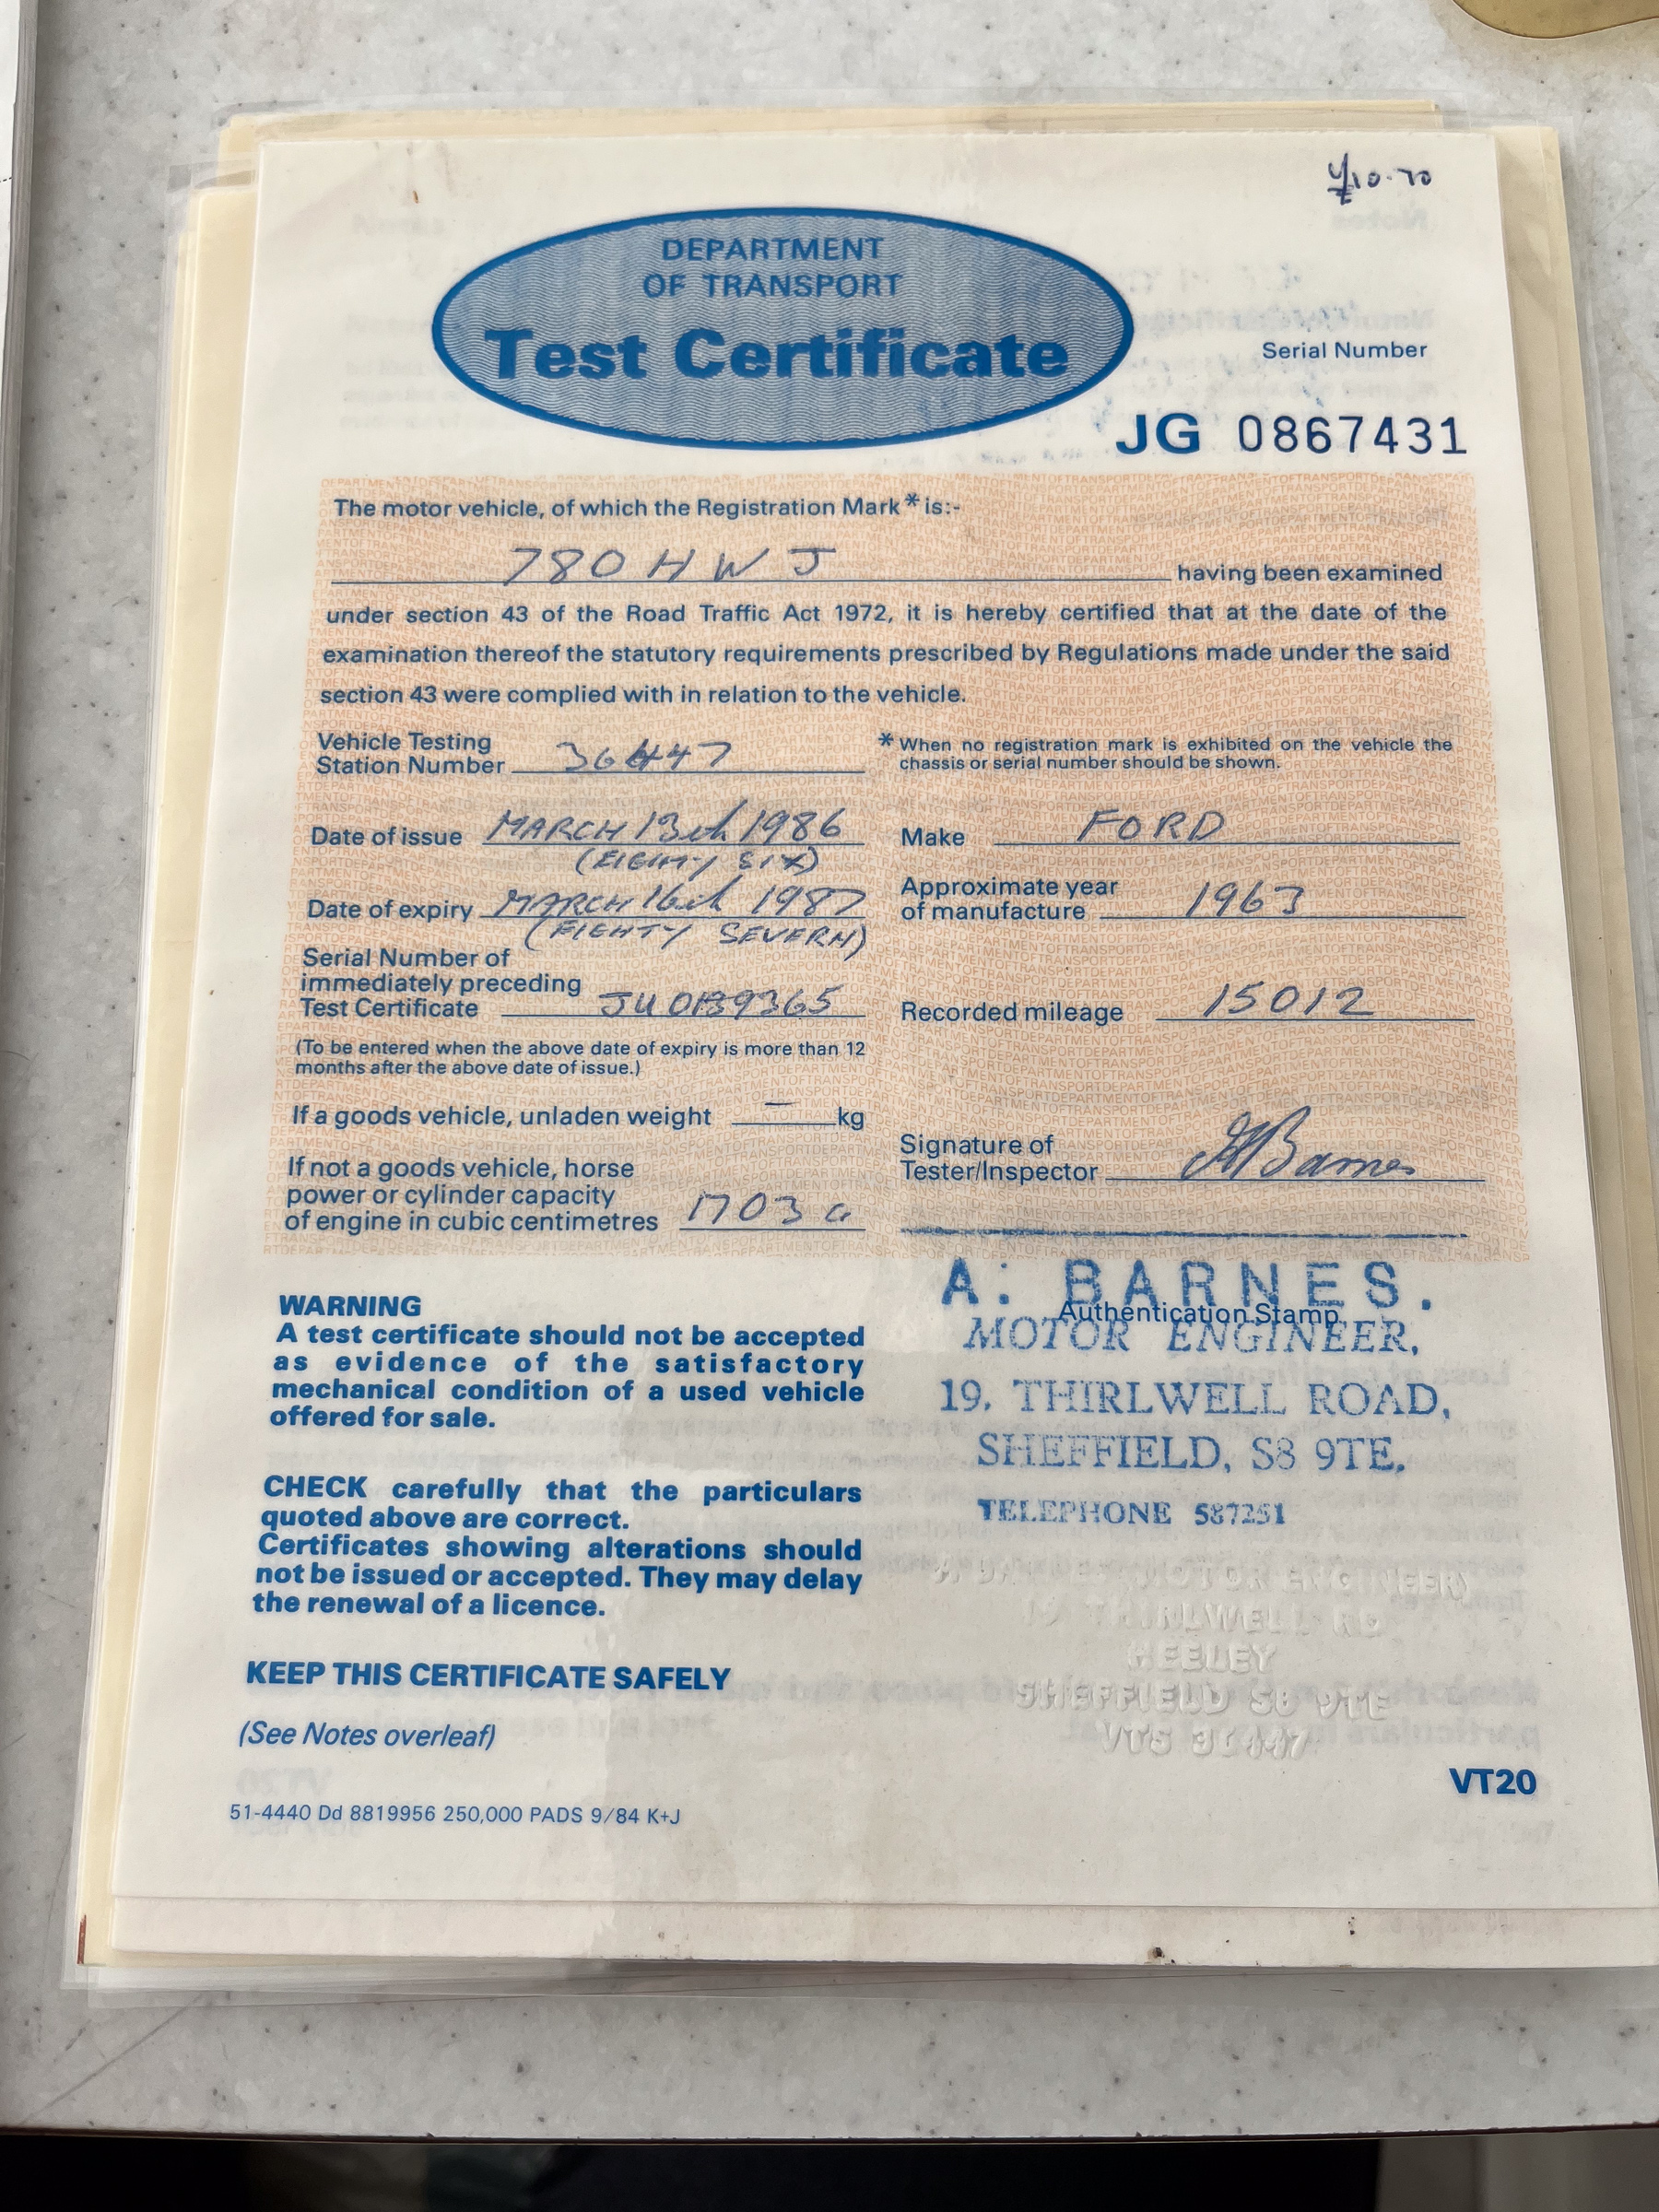 £10.70
DEPARTMENT
OF TRANSPORT
Test Certificate
Serial Number
JG 0867431
The motor vehicle, of which the Registration Mark * is:-
780 HWJ having been examined
under section 43 of the Road Traffic Act 1972, it is hereby certified that at the date of the
examination thereof the statutory requirements prescribed by Regulations made under the said
section 43 were complied with in relation to the vehicle.
Vehicle Testing
Station Number 36447
* When no registration mark is exhibited on the vehicle the
chassis or serial number should be shown.
Date of issue MARCH 13th 1986
(EIGHTY SIX)
Make FORD
Date of expiry MARCH 16th 1987
(EIGHTY SEVERN)
Approximate year
of manufacture 1963
Serial Number of
immediately preceding
Test Certificate
Recorded mileage 15012
(To be entered when the above date of expiry is more than 12
months after the above date of issue.)
If a goods vehicle, unladen weight — kg
Signature of
Tester/Inspector Barnes
If not a goods vehicle, horse
power or cylinder capacity
of engine in cubic centimetres 1703
A. BARNES.
Authentication Stamp
MOTOR ENGINEER,
19, THIRLWELL ROAD,
SHEFFIELD, S8 9TE.
TELEPHONE 587251
WARNING
A test certificate should not be accepted
as evidence of the satisfactory
mechanical condition of a used vehicle
offered for sale.
CHECK carefully that the particulars
quoted above are correct.
Certificates showing alterations should
not be issued or accepted. They may delay
the renewal of a licence.
MOTOR ENGINEER)
19 THIRLWELL RD
HEELEY
SHEFFIELD S8 9TE
VTS 36447
KEEP THIS CERTIFICATE SAFELY
(See Notes overleaf)
VT20
51-4440 Dd 8819956 250,000 PADS 9/84 K+J